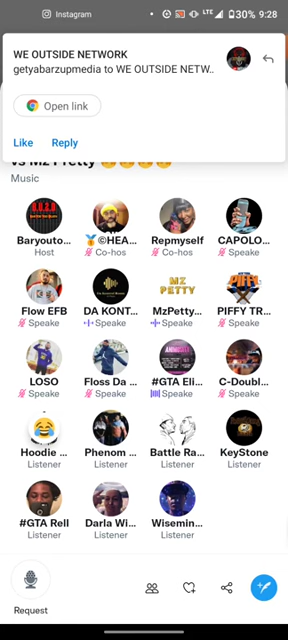 Instagram LTE 30% 9:28
WE OUTSIDE NETWORK
getyabarzupmedia to WE OUTSIDE NETW..
Open link
Like Reply
vs Mz Pretty
Music
Baryouto... 🥇©HEA... Repmyself CAPOLO...
Host Co-hos Co-hos Speake
Flow EFB DA KONT... MzPetty... PIFFY TR...
Speake Speake Speake Speake
LOSO Floss Da ... #GTA Eli... C-Doubl...
Speake Speake Speake Speake
Hoodie ... Phenom ... Battle Ra... KeyStone
Listener Listener Listener Listener
#GTA Rell Darla Wi... Wisemin...
Listener Listener Listener
Request